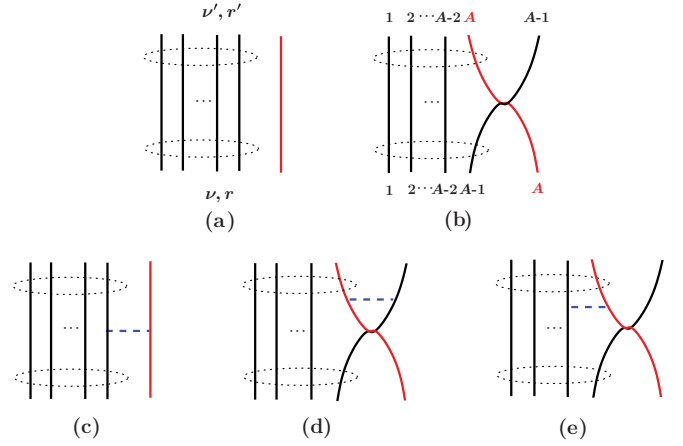 ν′, r′
1 2 ··· A-2 A A-1
...
...
ν, r
1 2 ··· A-2 A-1 A
(a)
(b)
...
...
...
(c)
(d)
(e)